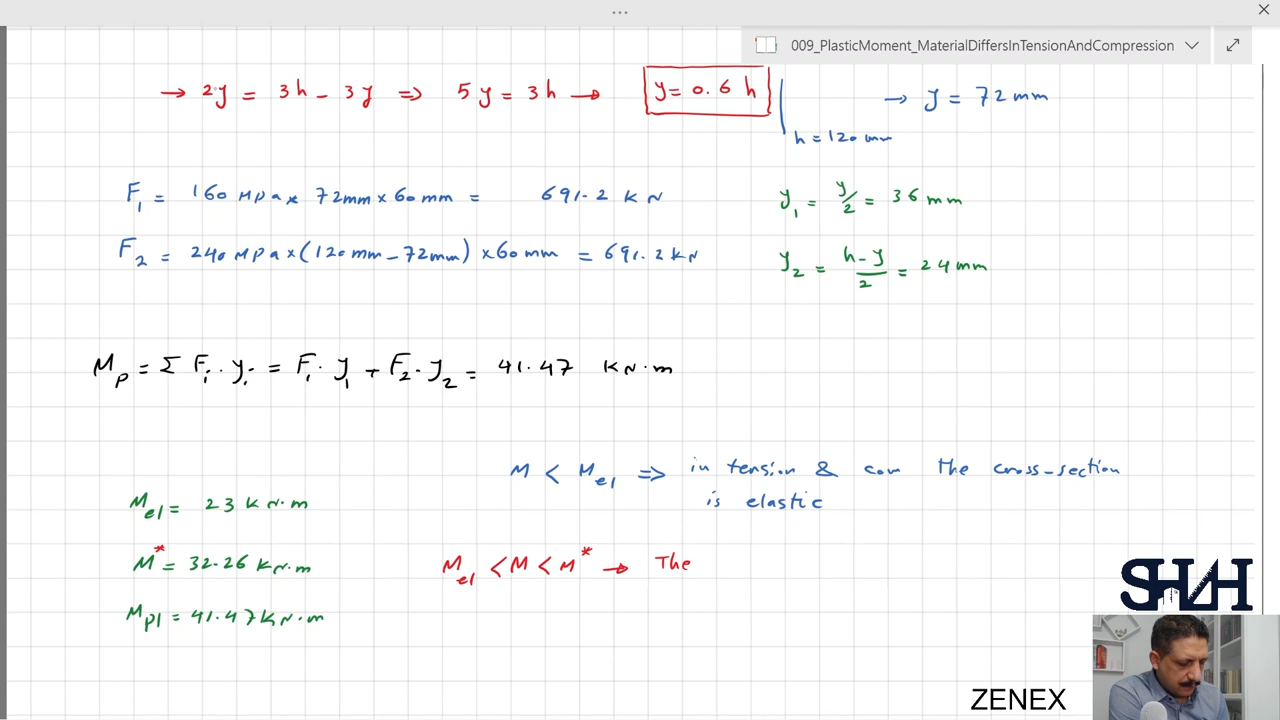 009_PlasticMoment_MaterialDiffersInTensionAndCompression
→ 2y = 3h - 3y ⇒ 5y = 3h → y = 0.6 h
h = 120 mm
→ y = 72 mm
F1 = 160 MPa × 72mm × 60 mm = 691.2 kN
y1 = y/2 = 36 mm
F2 = 240 MPa × (120 mm - 72mm) × 60 mm = 691.2 kN
y2 = (h - y)/2 = 24 mm
Mp = Σ Fi · yi = F1 · y1 + F2 · y2 = 41.47 kN·m
M < Mel ⇒ in tension & com the cross-section
is elastic
Mel = 23 kN·m
M* = 32.26 kN·m
Mel < M < M* → The
Mpl = 41.47 kN·m
SHLH
ZENEX